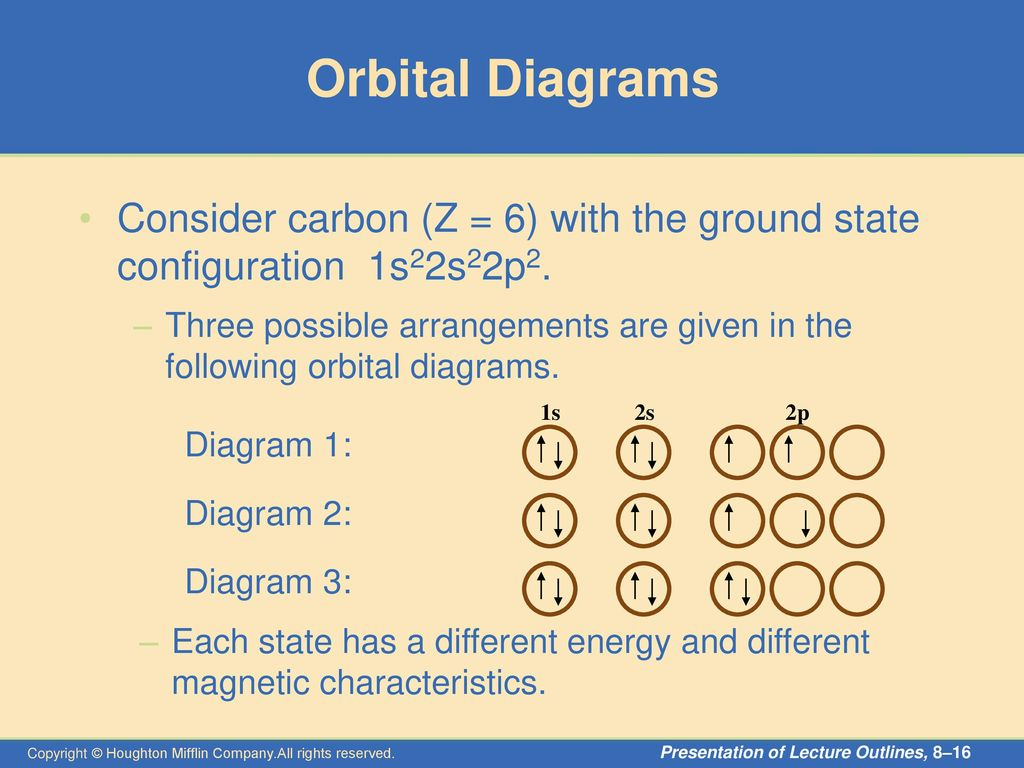 Orbital Diagrams
• Consider carbon (Z = 6) with the ground state
configuration 1s²2s²2p².
– Three possible arrangements are given in the
following orbital diagrams.
1s 2s 2p
Diagram 1:
Diagram 2:
Diagram 3:
– Each state has a different energy and different
magnetic characteristics.
Copyright © Houghton Mifflin Company.All rights reserved.
Presentation of Lecture Outlines, 8–16